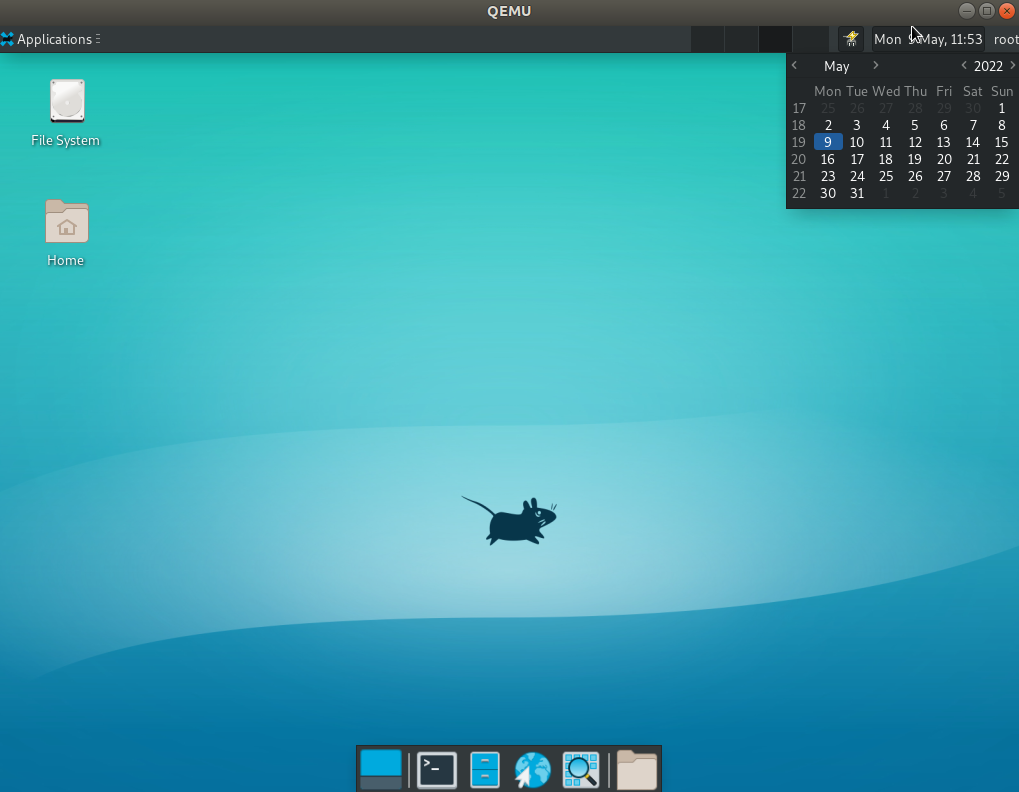 QEMU
Applications
Mon 9 May, 11:53 root
May 2022
Mon Tue Wed Thu Fri Sat Sun
17 25 26 27 28 29 30 1
18 2 3 4 5 6 7 8
19 9 10 11 12 13 14 15
20 16 17 18 19 20 21 22
21 23 24 25 26 27 28 29
22 30 31 1 2 3 4 5
File System
Home
>_